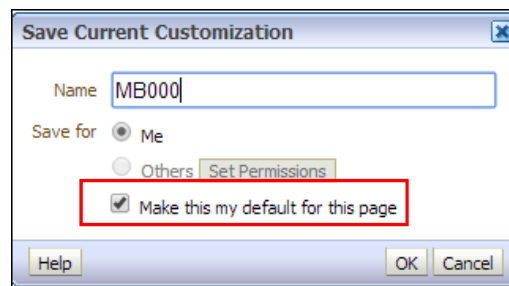 Save Current Customization
Name MB000
Save for Me
Others Set Permissions
Make this my default for this page
Help OK Cancel